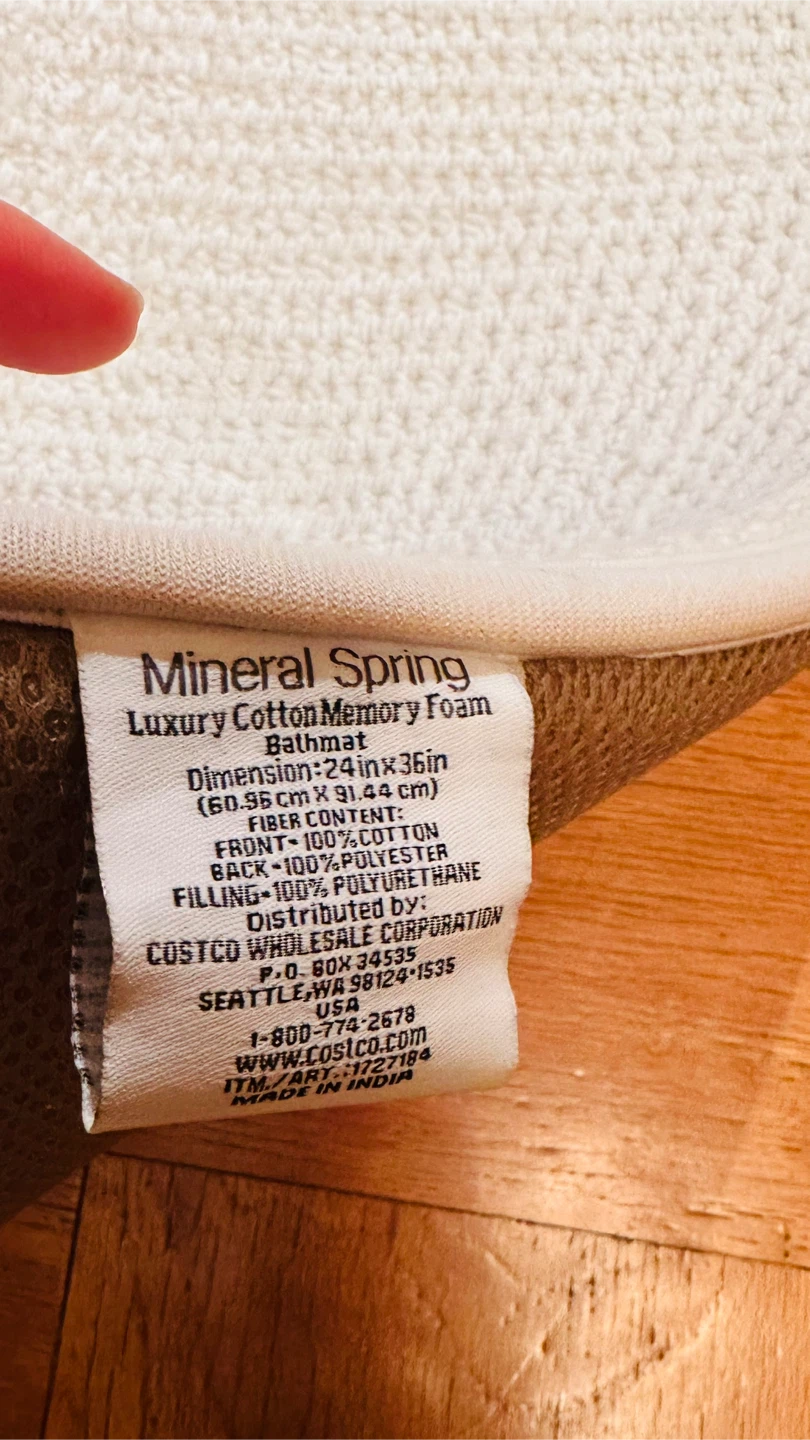 Mineral Spring
Luxury Cotton Memory Foam
Bathmat
Dimension: 24in x 36in
(60.96 cm X 91.44 cm)
FIBER CONTENT:
FRONT-100% COTTON
BACK-100% POLYESTER
FILLING-100% POLYURETHANE
Distributed by:
COSTCO WHOLESALE CORPORATION
P.O. BOX 34535
SEATTLE, WA 98124-1535
USA
1-800-774-2678
www.costco.com
ITM./ART.:1727184
MADE IN INDIA